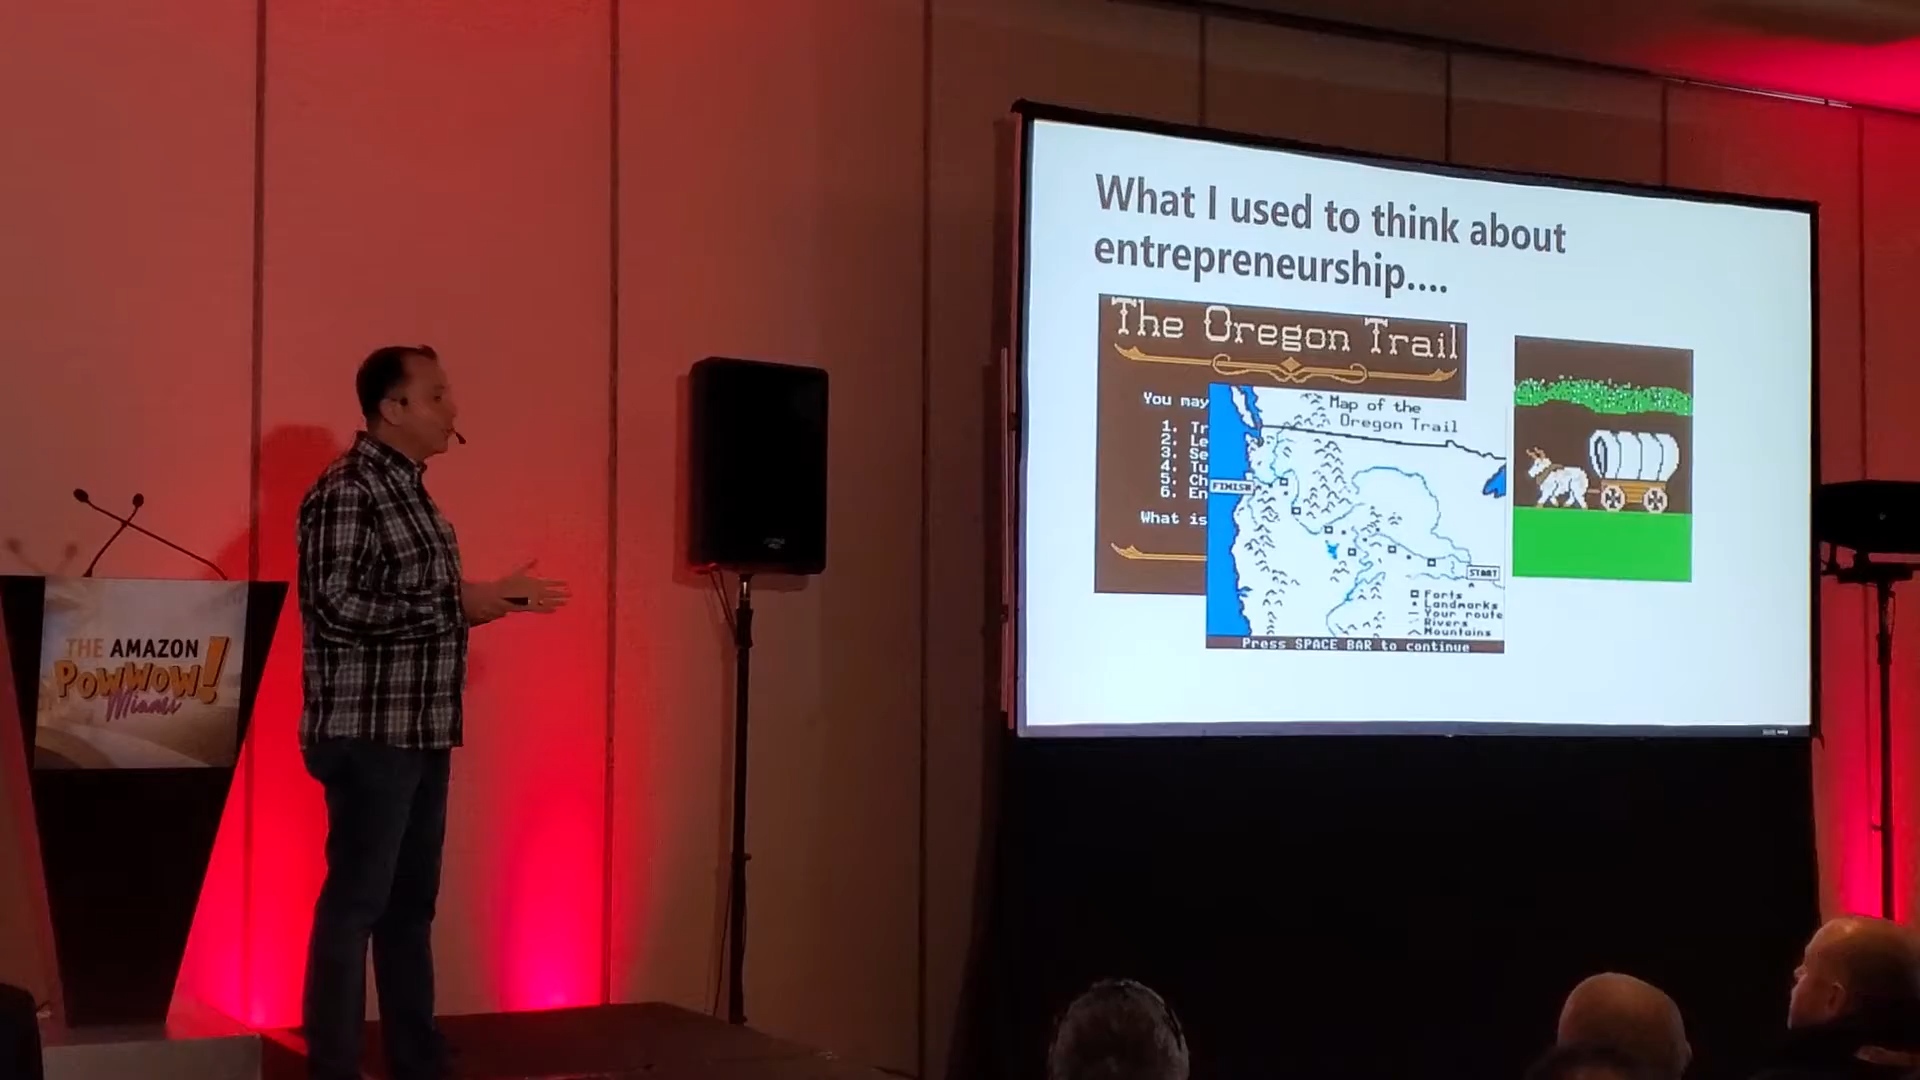 What I used to think about
entrepreneurship....
The Oregon Trail
You may
1. Tr
2. Le
3. Se
4. Tu
5. Ch
6. En
What is
Map of the
Oregon Trail
FINISH
START
Forts
Landmarks
Your route
Rivers
Mountains
Press SPACE BAR to continue
THE AMAZON
PowWow!
Miami